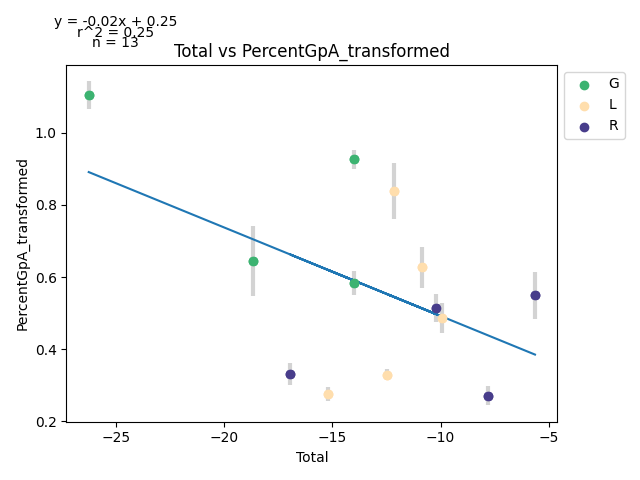 y = -0.02x + 0.25
r^2 = 0.25
n = 13
Total vs PercentGpA_transformed
G
L
R
PercentGpA_transformed
1.0
0.8
0.6
0.4
0.2
−25
−20
−15
−10
−5
Total